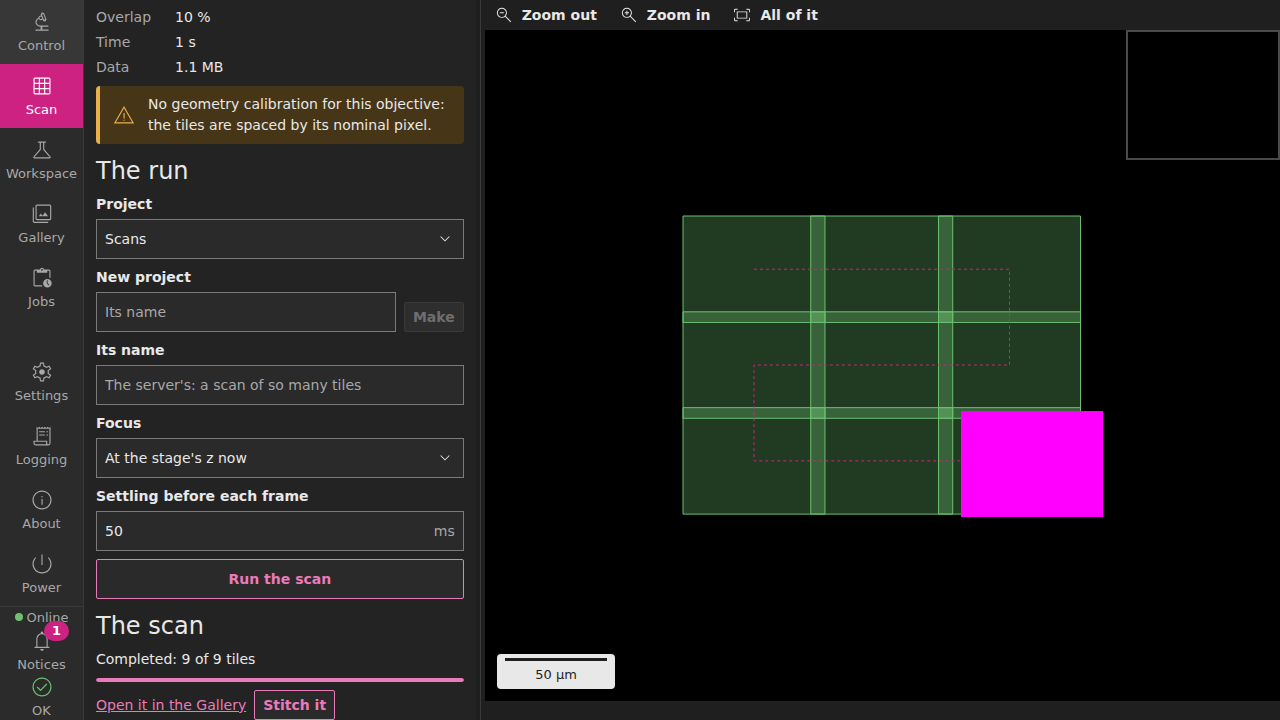 Control
Scan
Workspace
Gallery
Jobs
Settings
Logging
About
Power
Online
1
Notices
OK
Overlap 10 %
Time 1 s
Data 1.1 MB
No geometry calibration for this objective:
the tiles are spaced by its nominal pixel.
The run
Project
Scans
New project
Its name
Make
Its name
The server's: a scan of so many tiles
Focus
At the stage's z now
Settling before each frame
50 ms
Run the scan
The scan
Completed: 9 of 9 tiles
Open it in the Gallery Stitch it
Zoom out Zoom in All of it
50 µm